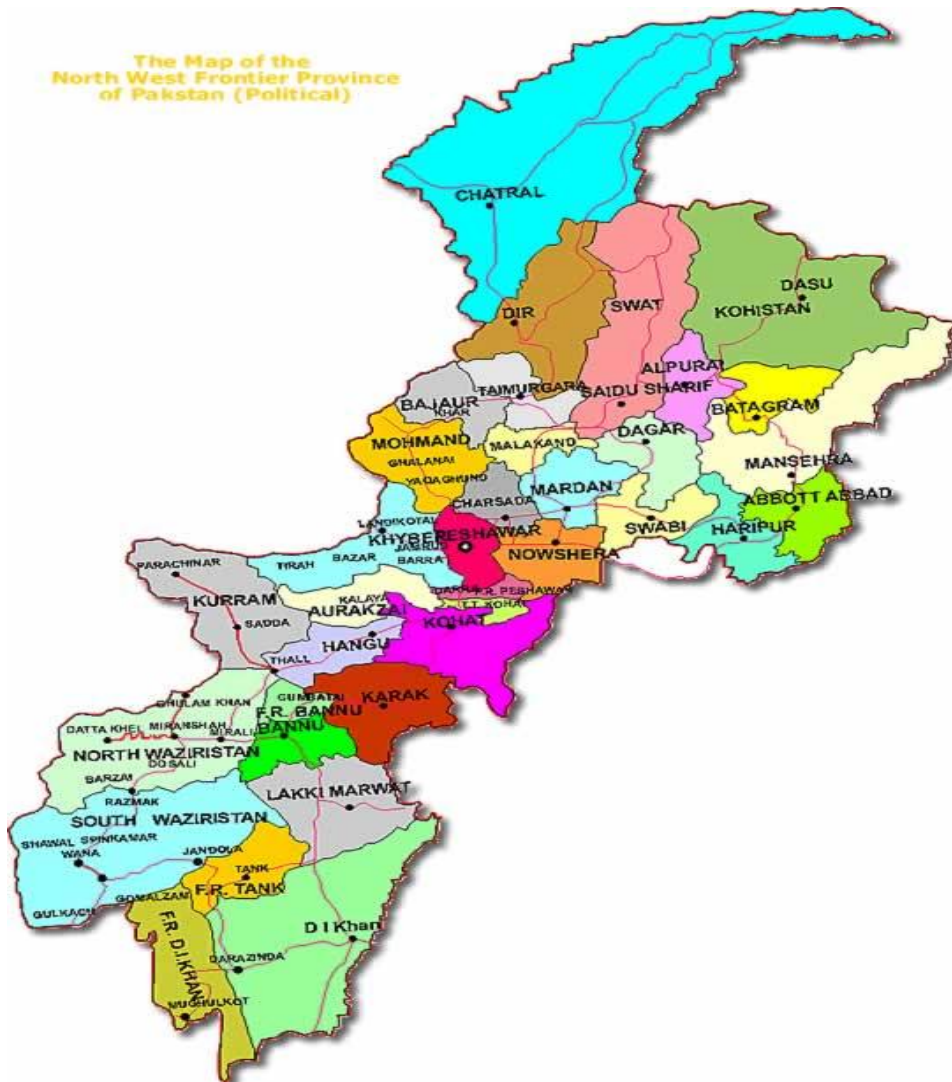 The Map of the
North West Frontier Province
of Pakstan (Political)
CHATRAL
DASU
KOHISTAN
SWAT
DIR
ALPURAI
TAIMURGARA
SAIDU SHARIF
BAJAUR
KHAR
BATAGRAM
DAGAR
MOHMAND
MALAKAND
GHALANAI
MANSEHRA
YAQAGHUND
MARDAN
ABBOTT ABBAD
CHARSADA
LANDIKOTAL
SWABI
HARIPUR
KHYBER
PESHAWAR
JAMRUD
NOWSHERA
BAZAR
BARRA
TIRAH
PARACHINAR
DARRA
F.R. PESHAWAR
KURRAM
KALAYA
KOHAT
AURAKZAI
SADDA
KOHAT
HANGU
THALL
GHULAM KHAN
GUMBATAI
KARAK
F.R. BANNU
DATTA KHEL
MIRANSHAH
MIRALI
BANNU
NORTH WAZIRISTAN
DOSALI
BARZAI
RAZMAK
LAKKI MARWAT
SOUTH WAZIRISTAN
SHAWAL
SPINKAMAR
WANA
JANDOLA
TANK
F.R. TANK
GOMALZAM
GULKACH
D I Khan
F.R. D.I.KHAN
DARAZINDA
MUGHULKOT